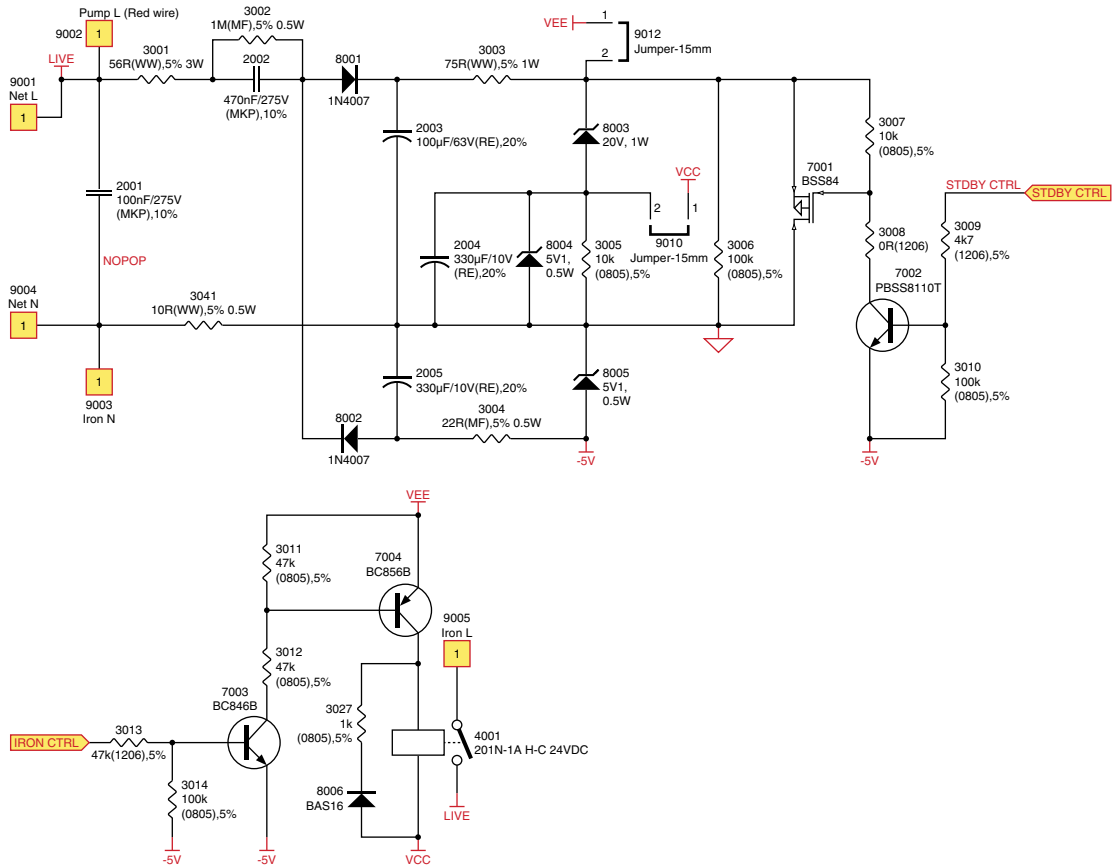 Pump L (Red wire)
9002
1
LIVE
9001
Net L
1
3001
56R(WW),5% 3W
3002
1M(MF),5% 0.5W
2002
470nF/275V
(MKP),10%
8001
1N4007
3003
75R(WW),5% 1W
VEE
1
2
9012
Jumper-15mm
2003
100µF/63V(RE),20%
8003
20V, 1W
2001
100nF/275V
(MKP),10%
NOPOP
VCC
2
1
9010
Jumper-15mm
2004
330µF/10V
(RE),20%
8004
5V1,
0.5W
3005
10k
(0805),5%
3006
100k
(0805),5%
7001
BSS84
3007
10k
(0805),5%
STDBY CTRL
STDBY CTRL
3008
0R(1206)
3009
4k7
(1206),5%
7002
PBSS8110T
3010
100k
(0805),5%
-5V
9004
Net N
1
3041
10R(WW),5% 0.5W
1
9003
Iron N
2005
330µF/10V(RE),20%
8005
5V1,
0.5W
8002
1N4007
3004
22R(MF),5% 0.5W
-5V
VEE
3011
47k
(0805),5%
7004
BC856B
9005
Iron L
1
3012
47k
(0805),5%
7003
BC846B
IRON CTRL
3013
47k(1206),5%
3014
100k
(0805),5%
-5V
-5V
3027
1k
(0805),5%
8006
BAS16
4001
201N-1A H-C 24VDC
LIVE
VCC